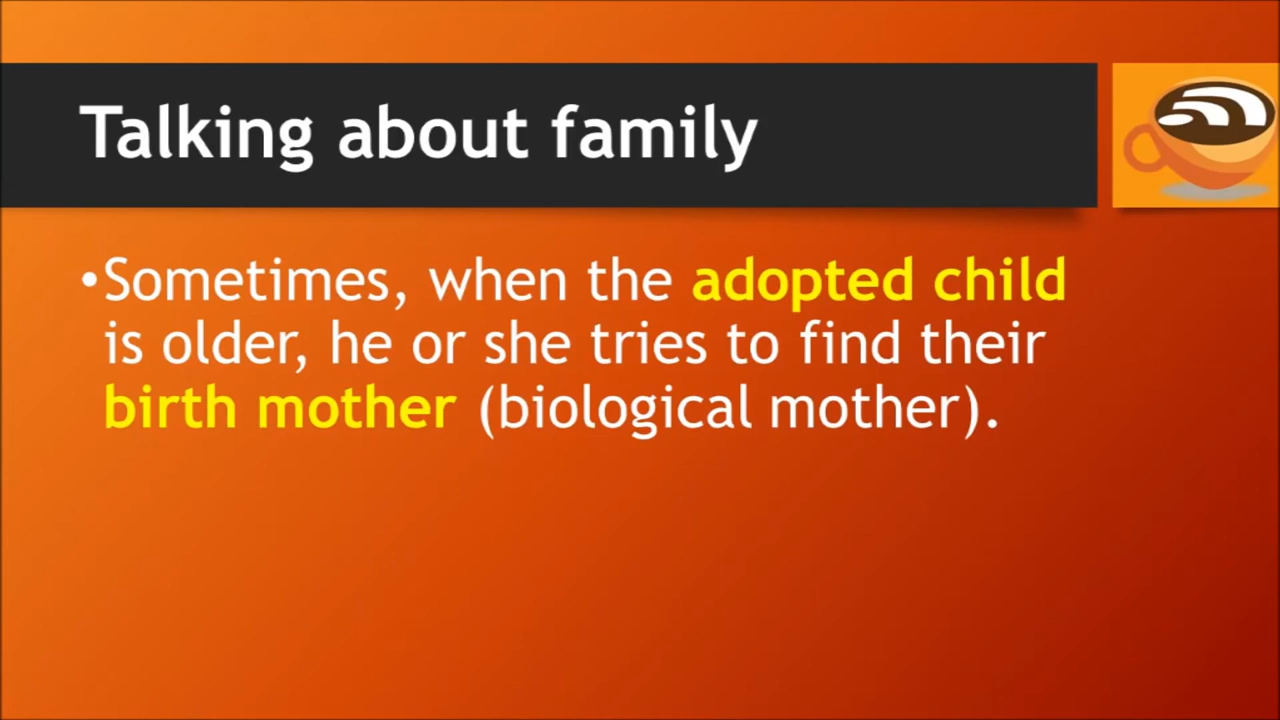 Talking about family
•Sometimes, when the adopted child
is older, he or she tries to find their
birth mother (biological mother).